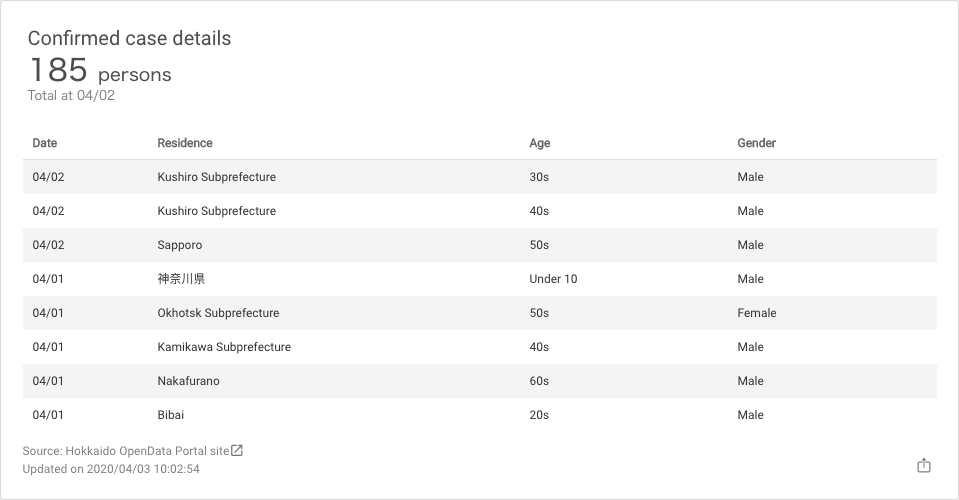 Confirmed case details
185 persons
Total at 04/02
Date Residence Age Gender
04/02 Kushiro Subprefecture 30s Male
04/02 Kushiro Subprefecture 40s Male
04/02 Sapporo 50s Male
04/01 神奈川県 Under 10 Male
04/01 Okhotsk Subprefecture 50s Female
04/01 Kamikawa Subprefecture 40s Male
04/01 Nakafurano 60s Male
04/01 Bibai 20s Male
Source: Hokkaido OpenData Portal site
Updated on 2020/04/03 10:02:54